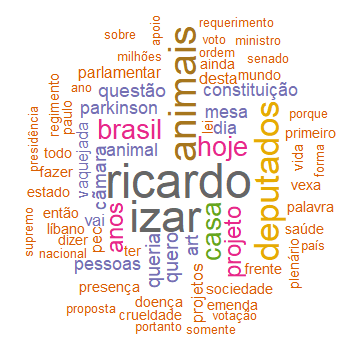 requerimento
sobre
apoio
voto
ministro
milhões
ordem
senado
parlamentar
ainda
animais
desta
mundo
ano
questão
constituição
regimento
paulo
parkinson
mesa
porque
brasil
lei
dia
deputados
primeiro
presidência
vaquejada
animal
hoje
todo
câmara
vida
forma
fazer
ricardo
vexa
estado
anos
izar
casa
projeto
palavra
então
vai
líbano
pec
saúde
supremo
dizer
ter
queria
quero
art
país
nacional
pessoas
frente
plenário
presença
projetos
sociedade
doença
emenda
proposta
crueldade
votação
portanto
somente